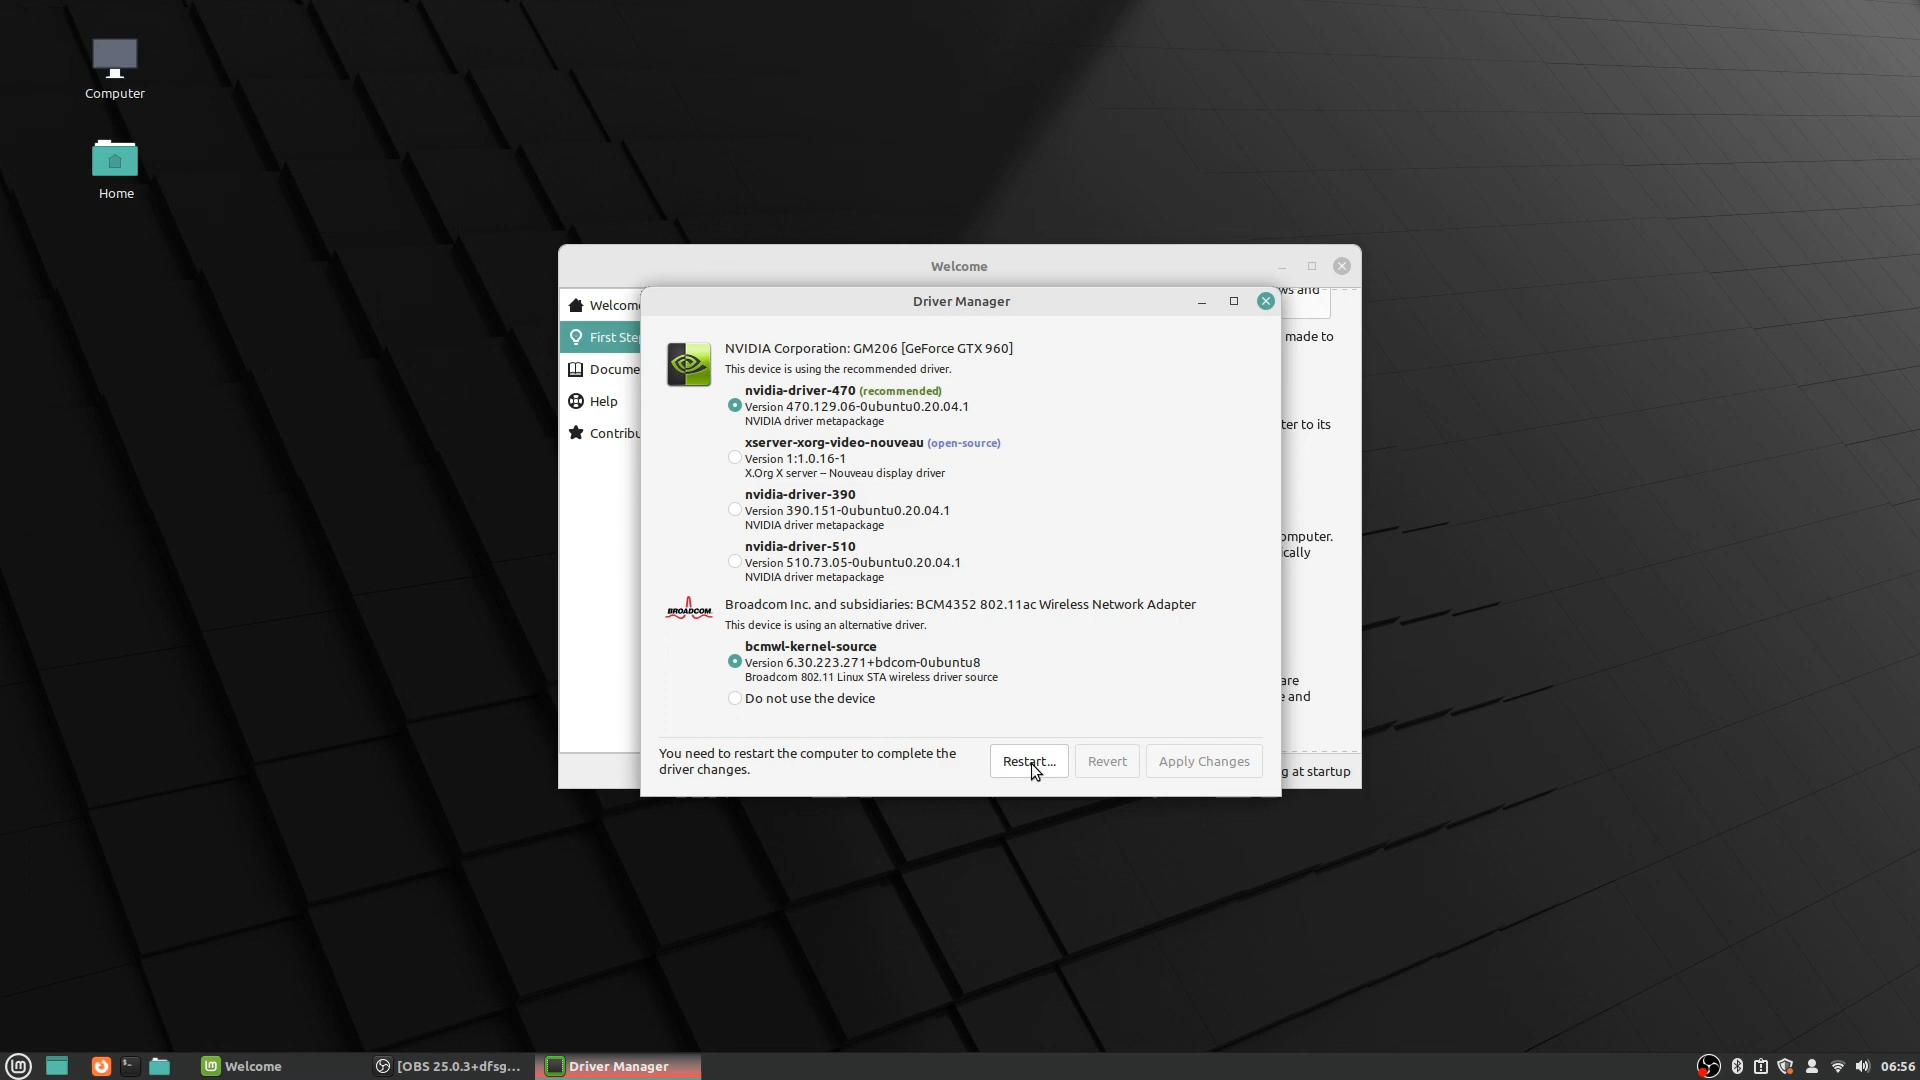 Computer
Home
Welcome
Welcome
First Ste
Docume
Help
Contribu
ws and
made to
ter to its
omputer.
ically
are
e and
g at startup
Driver Manager
NVIDIA Corporation: GM206 [GeForce GTX 960]
This device is using the recommended driver.
nvidia-driver-470 (recommended)
Version 470.129.06-0ubuntu0.20.04.1
NVIDIA driver metapackage
xserver-xorg-video-nouveau (open-source)
Version 1:1.0.16-1
X.Org X server -- Nouveau display driver
nvidia-driver-390
Version 390.151-0ubuntu0.20.04.1
NVIDIA driver metapackage
nvidia-driver-510
Version 510.73.05-0ubuntu0.20.04.1
NVIDIA driver metapackage
BROADCOM
Broadcom Inc. and subsidiaries: BCM4352 802.11ac Wireless Network Adapter
This device is using an alternative driver.
bcmwl-kernel-source
Version 6.30.223.271+bdcom-0ubuntu8
Broadcom 802.11 Linux STA wireless driver source
Do not use the device
You need to restart the computer to complete the
driver changes.
Restart...
Revert
Apply Changes
Welcome
[OBS 25.0.3+dfsg...
Driver Manager
06:56